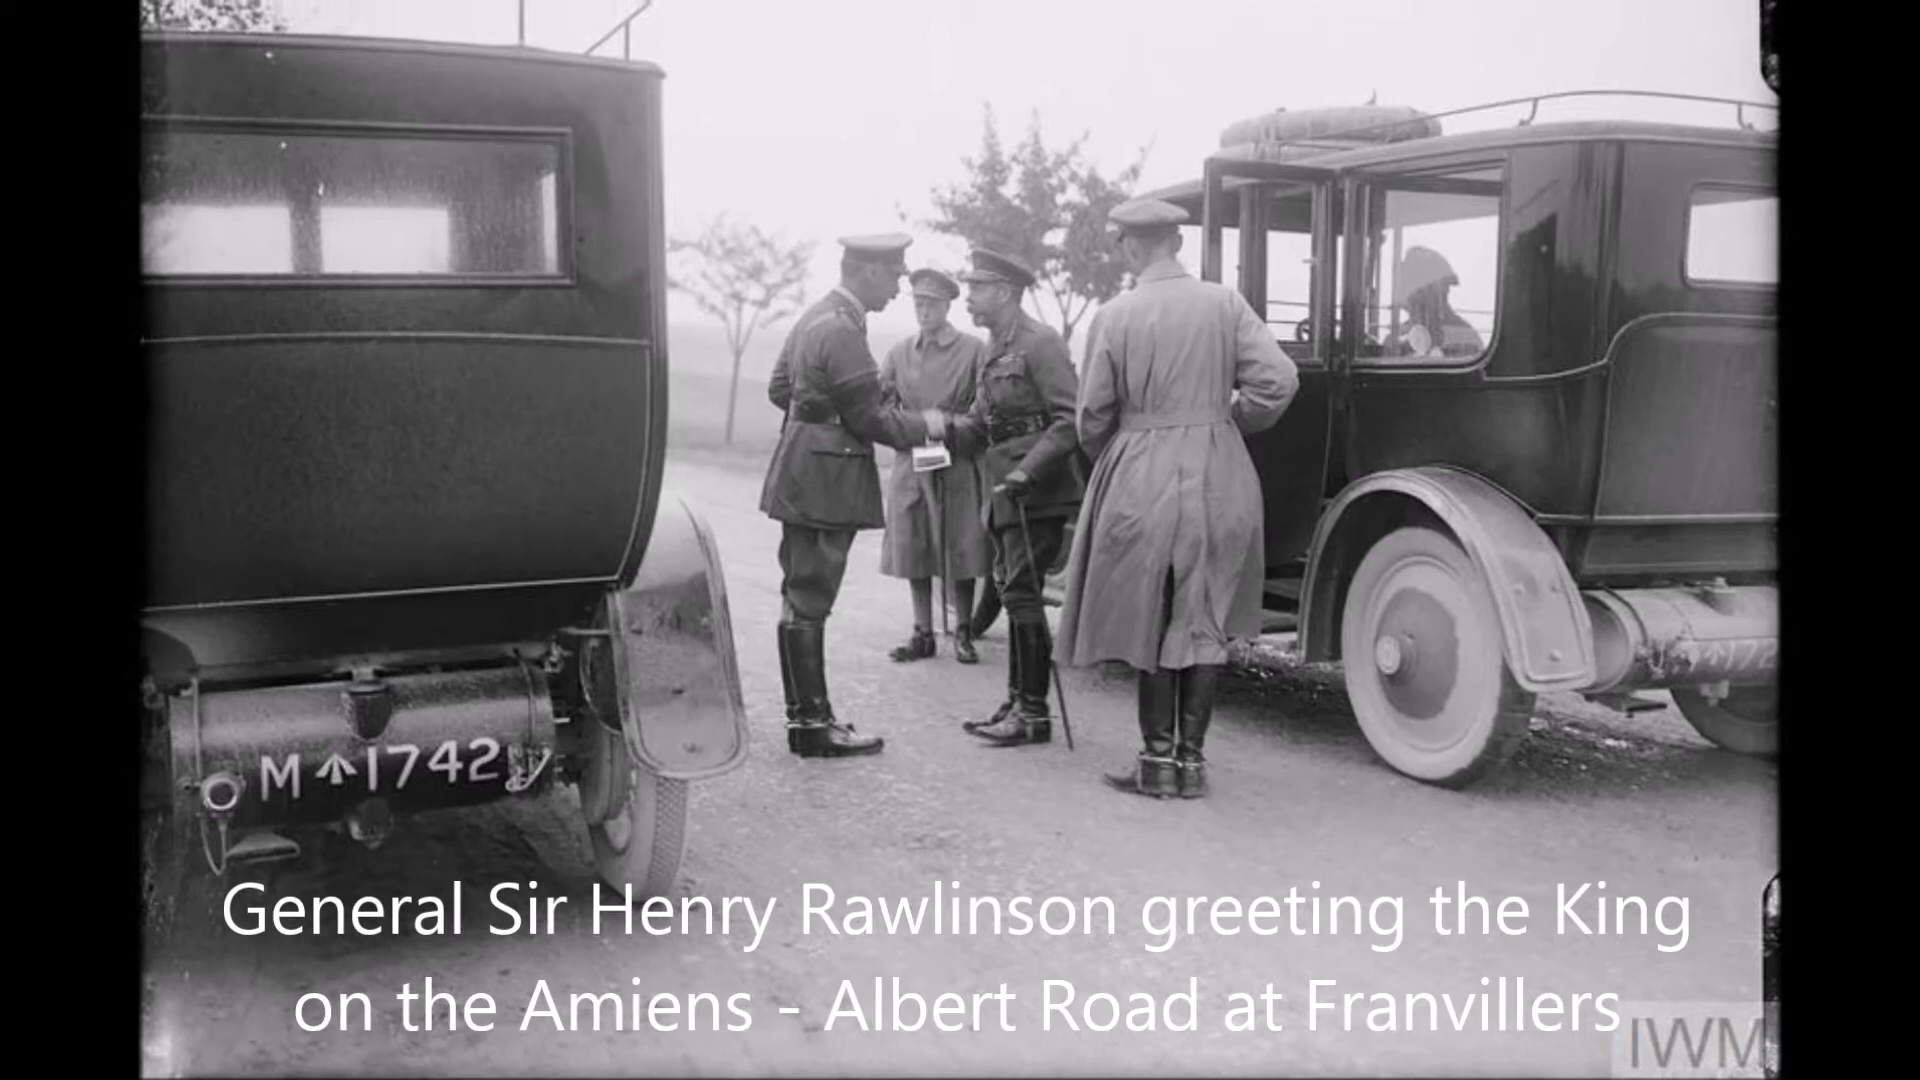 M↑1742
General Sir Henry Rawlinson greeting the King
on the Amiens - Albert Road at Franvillers
IWM